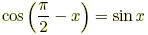 cos(π/2 − x) = sin x